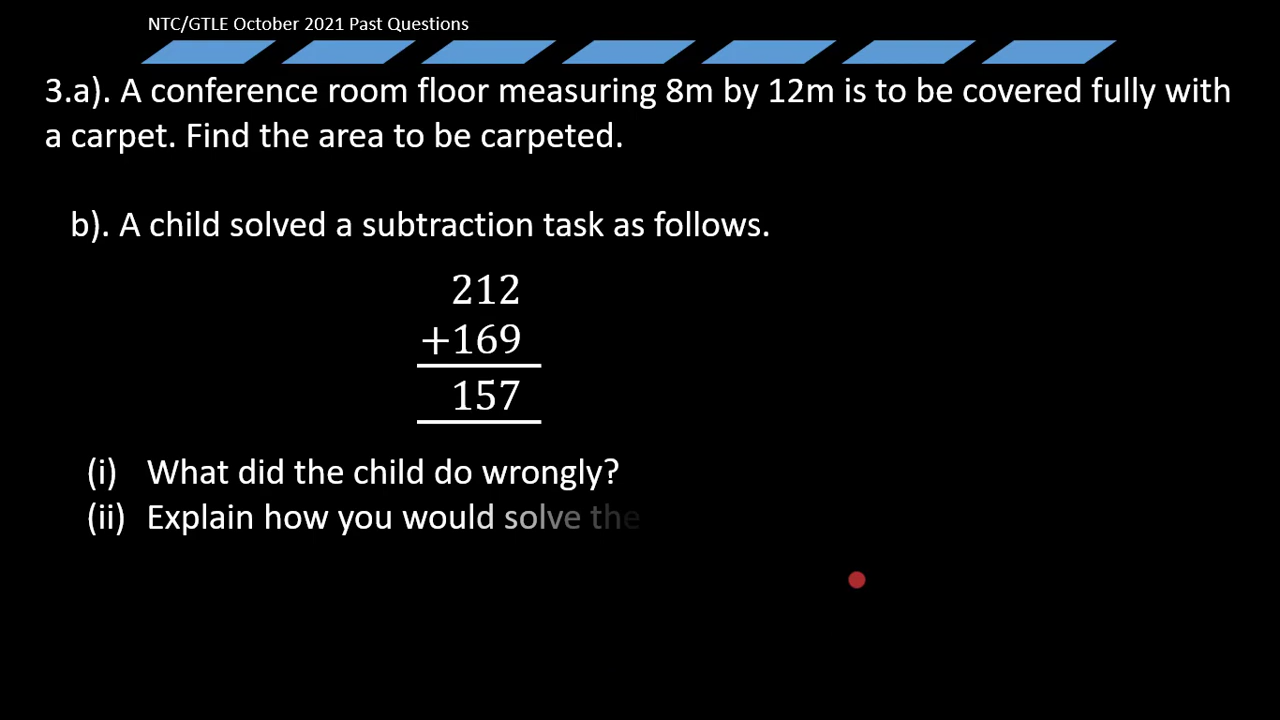 NTC/GTLE October 2021 Past Questions
3.a). A conference room floor measuring 8m by 12m is to be covered fully with
a carpet. Find the area to be carpeted.
b). A child solved a subtraction task as follows.
212
+169
157
(i) What did the child do wrongly?
(ii) Explain how you would solve the